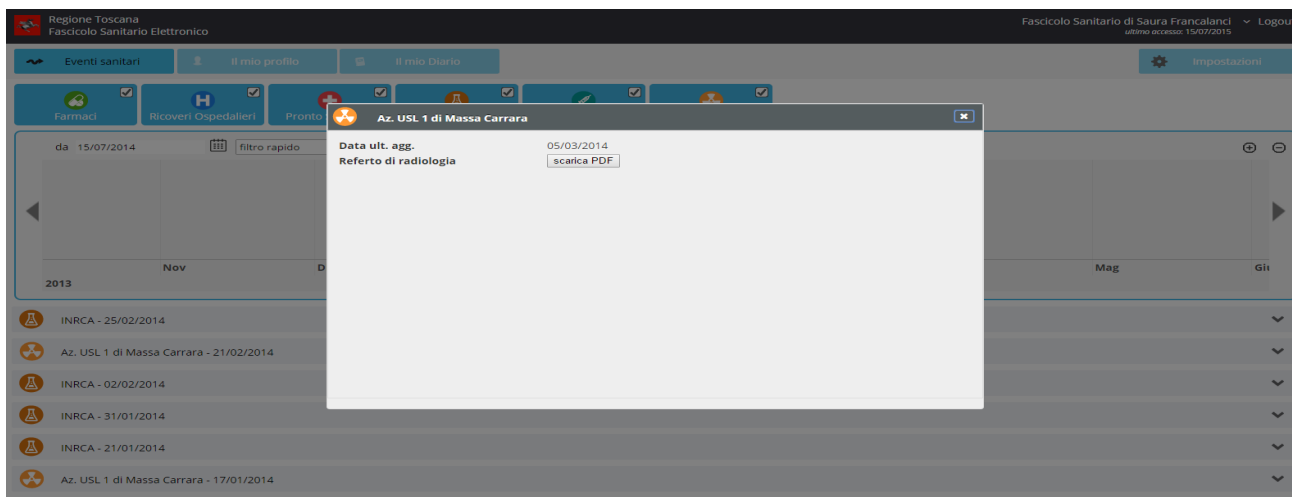 Regione Toscana
Fascicolo Sanitario Elettronico
Fascicolo Sanitario di Saura Francalanci
ultimo accesso: 15/07/2015
Logou
Eventi sanitari
Il mio profilo
Il mio Diario
Impostazioni
Farmaci
Ricoveri Ospedalieri
Pronto
Az. USL 1 di Massa Carrara
Data ult. agg. 05/03/2014
Referto di radiologia scarica PDF
da 15/07/2014
filtro rapido
Nov
D
Mag
Giu
2013
INRCA - 25/02/2014
Az. USL 1 di Massa Carrara - 21/02/2014
INRCA - 02/02/2014
INRCA - 31/01/2014
INRCA - 21/01/2014
Az. USL 1 di Massa Carrara - 17/01/2014